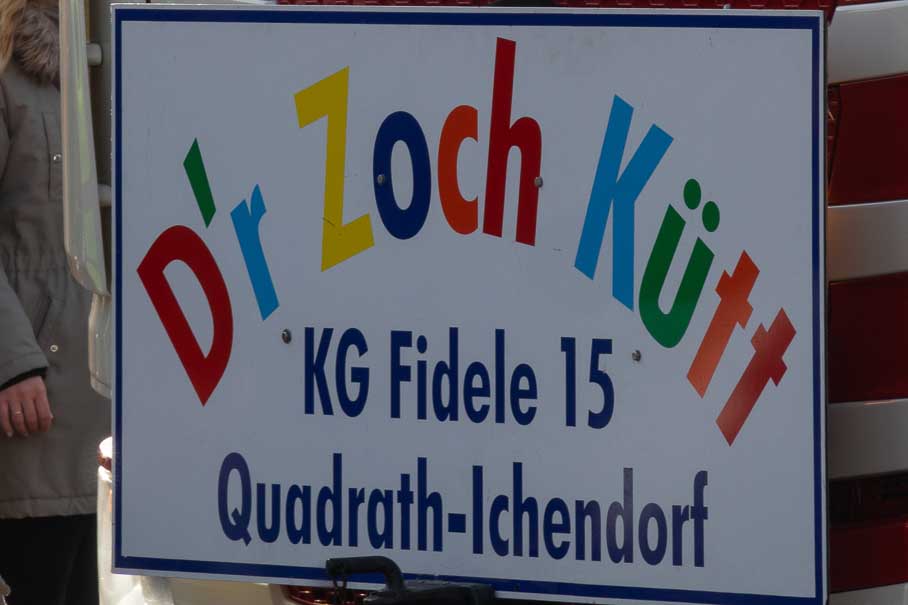 D'r Zoch Kütt
KG Fidele 15
Quadrath-Ichendorf